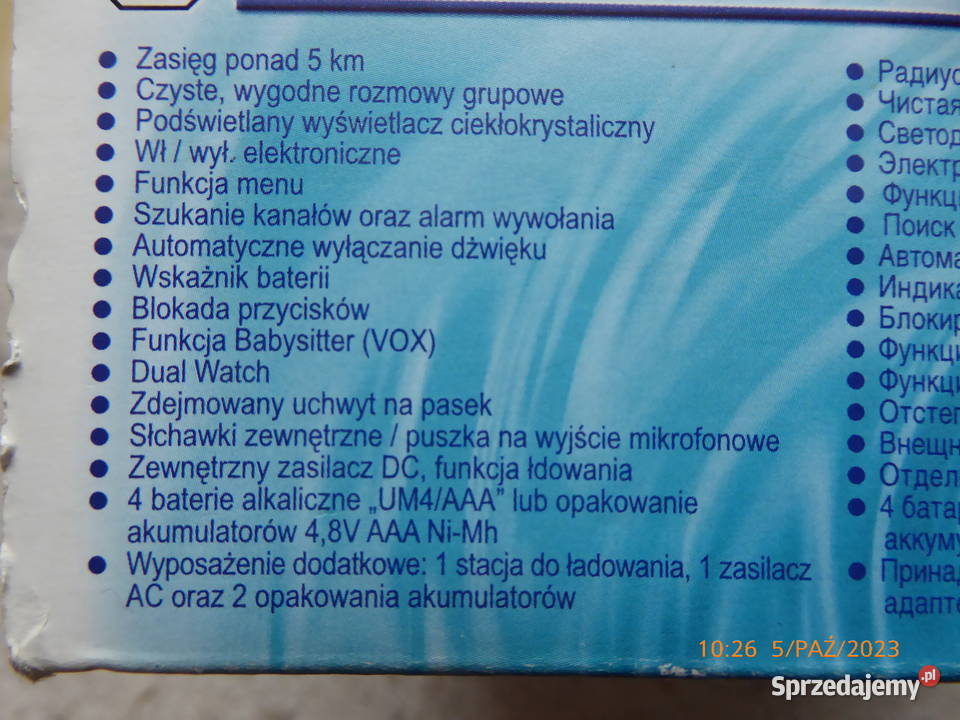 • Zasięg ponad 5 km
• Czyste, wygodne rozmowy grupowe
• Podświetlany wyświetlacz ciekłokrystaliczny
• Wł / wył. elektroniczne
• Funkcja menu
• Szukanie kanałów oraz alarm wywołania
• Automatyczne wyłączanie dżwięku
• Wskażnik baterii
• Blokada przycisków
• Funkcja Babysitter (VOX)
• Dual Watch
• Zdejmowany uchwyt na pasek
• Słchawki zewnętrzne / puszka na wyjście mikrofonowe
• Zewnętrzny zasilacz DC, funkcja łdowania
• 4 baterie alkaliczne „UM4/AAA" lub opakowanie
akumulatorów 4,8V AAA Ni-Mh
• Wyposażenie dodatkowe: 1 stacja do ładowania, 1 zasilacz
AC oraz 2 opakowania akumulatorów
• Радиус
• Чистая
• Светод
• Электр
• Функци
• Поиск
• Автома
• Индика
• Блокир
• Функци
• Функци
• Отстег
• Внешн
• Отдел
• 4 батар
аккуму
• Принад
адапте
10:26 5/PAŹ/2023
Sprzedajemy.pl